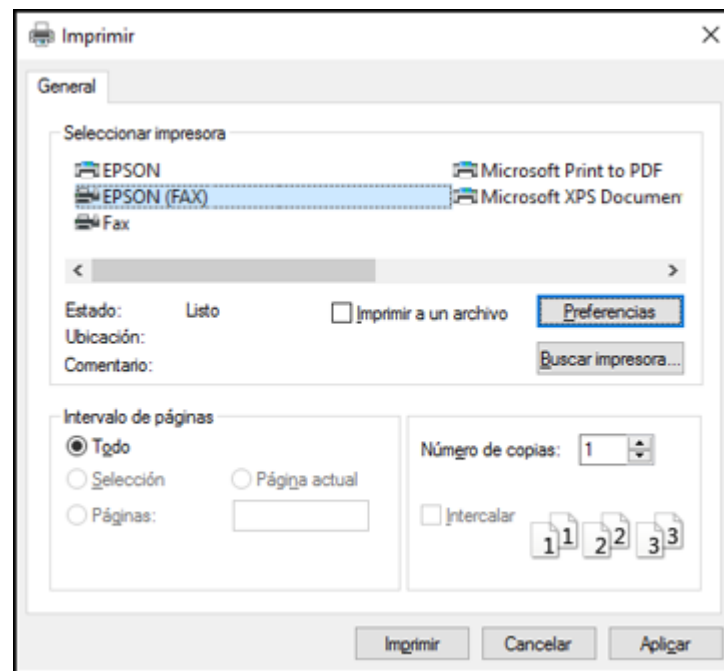 Imprimir
General
Seleccionar impresora
EPSON
Microsoft Print to PDF
EPSON (FAX)
Microsoft XPS Documen
Fax
Estado: Listo
Imprimir a un archivo
Preferencias
Ubicación:
Comentario:
Buscar impresora...
Intervalo de páginas
Todo
Selección
Página actual
Páginas:
Número de copias: 1
Intercalar
1 1 2 2 3 3
Imprimir
Cancelar
Aplicar